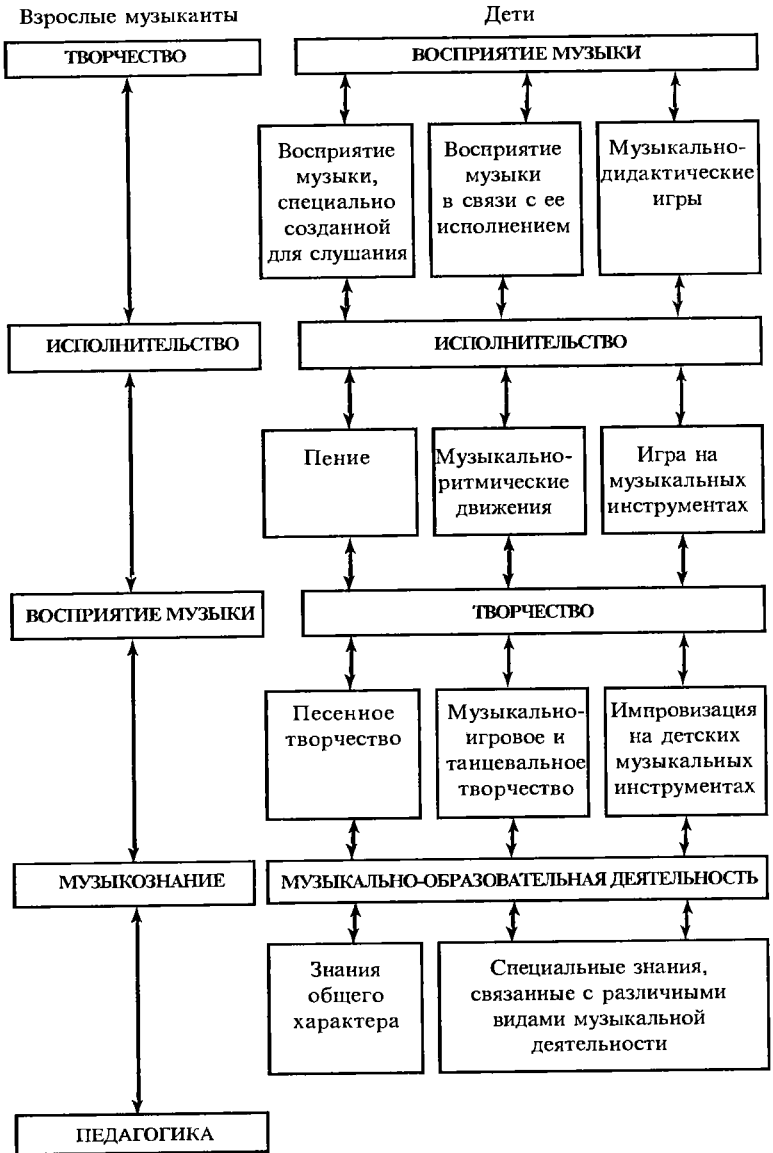 Взрослые музыканты
Дети
ТВОРЧЕСТВО
ВОСПРИЯТИЕ МУЗЫКИ
Восприятие
музыки,
специально
созданной
для слушания
Восприятие
музыки
в связи с ее
исполнением
Музыкально-
дидактические
игры
ИСПОЛНИТЕЛЬСТВО
ИСПОЛНИТЕЛЬСТВО
Пение
Музыкально-
ритмические
движения
Игра на
музыкальных
инструментах
ВОСПРИЯТИЕ МУЗЫКИ
ТВОРЧЕСТВО
Песенное
творчество
Музыкально-
игровое и
танцевальное
творчество
Импровизация
на детских
музыкальных
инструментах
МУЗЫКОЗНАНИЕ
МУЗЫКАЛЬНО-ОБРАЗОВАТЕЛЬНАЯ ДЕЯТЕЛЬНОСТЬ
Знания
общего
характера
Специальные знания,
связанные с различными
видами музыкальной
деятельности
ПЕДАГОГИКА